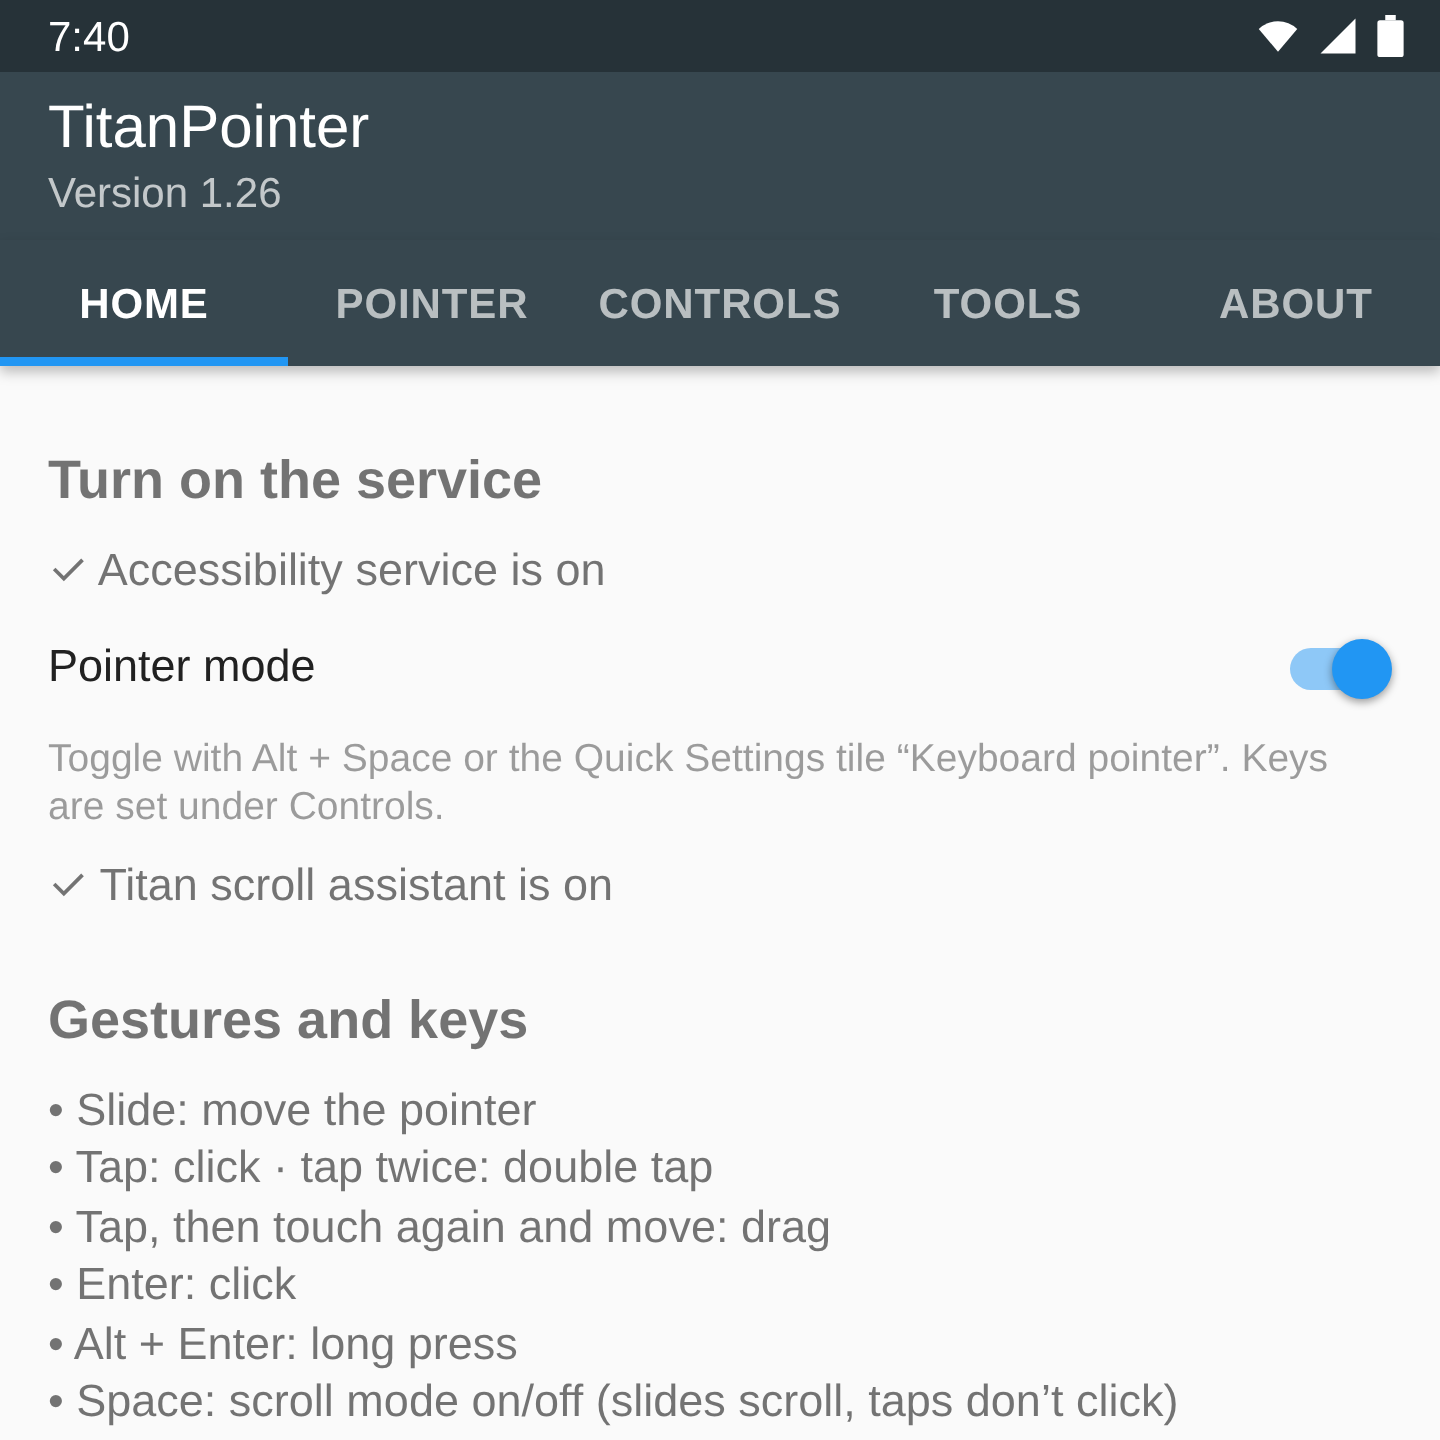 7:40
TitanPointer
Version 1.26
HOME POINTER CONTROLS TOOLS ABOUT
Turn on the service
✓ Accessibility service is on
Pointer mode
Toggle with Alt + Space or the Quick Settings tile “Keyboard pointer”. Keys
are set under Controls.
✓ Titan scroll assistant is on
Gestures and keys
• Slide: move the pointer
• Tap: click · tap twice: double tap
• Tap, then touch again and move: drag
• Enter: click
• Alt + Enter: long press
• Space: scroll mode on/off (slides scroll, taps don’t click)